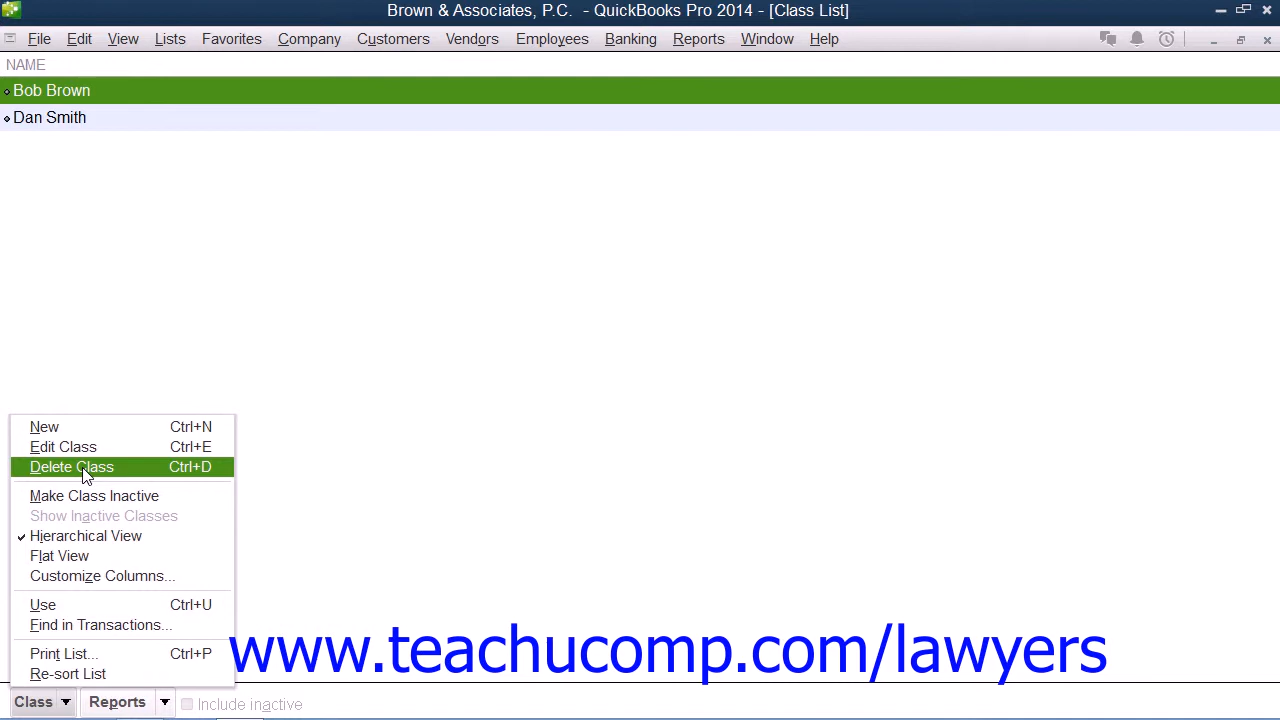 Brown & Associates, P.C. - QuickBooks Pro 2014 - [Class List]
File Edit View Lists Favorites Company Customers Vendors Employees Banking Reports Window Help
NAME
Bob Brown
Dan Smith
New Ctrl+N
Edit Class Ctrl+E
Delete Class Ctrl+D
Make Class Inactive
Show Inactive Classes
Hierarchical View
Flat View
Customize Columns...
Use Ctrl+U
Find in Transactions...
Print List... Ctrl+P
Re-sort List
www.teachucomp.com/lawyers
Class Reports Include inactive